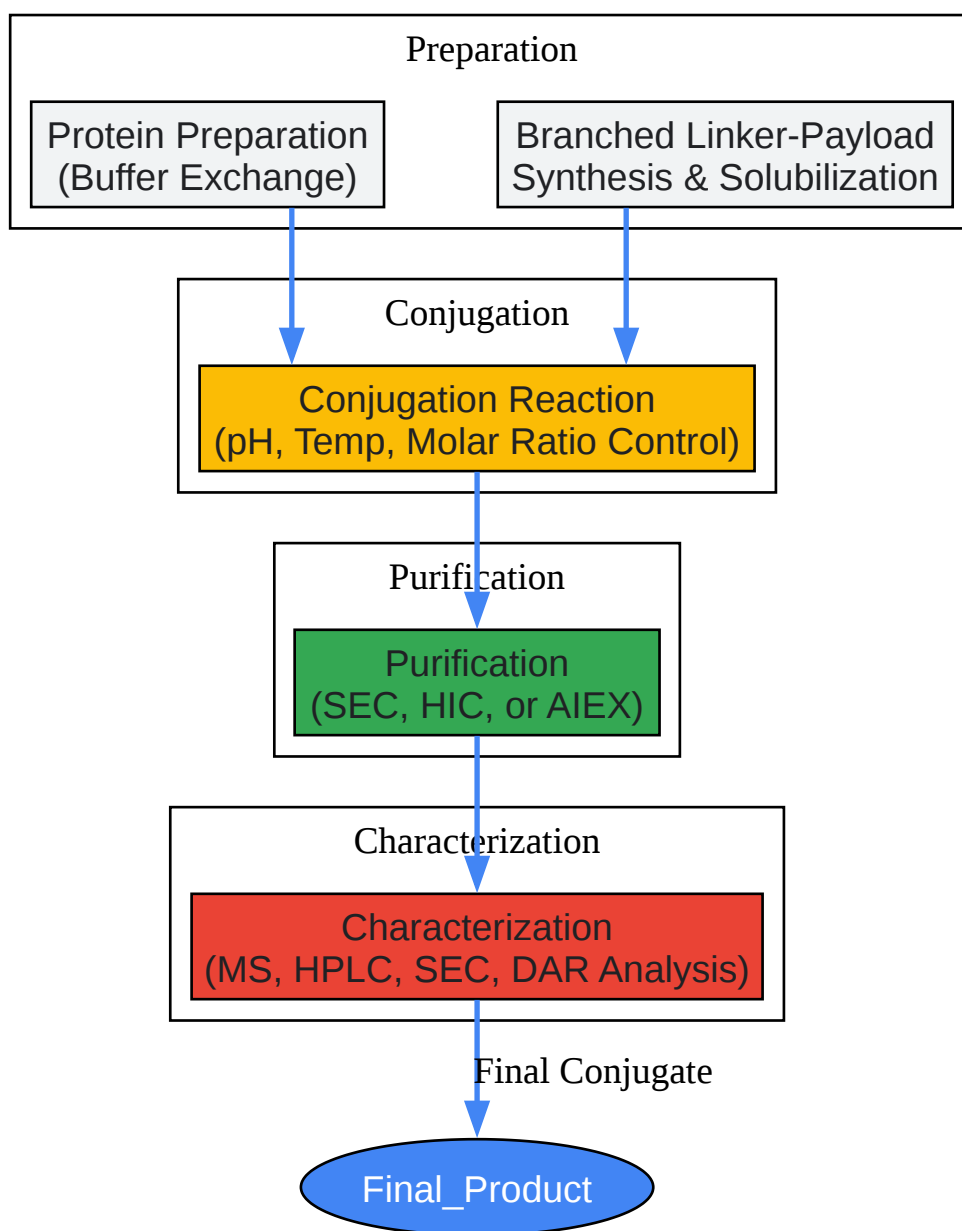 Preparation
Protein Preparation
(Buffer Exchange)
Branched Linker-Payload
Synthesis & Solubilization
Conjugation
Conjugation Reaction
(pH, Temp, Molar Ratio Control)
Purification
Purification
(SEC, HIC, or AIEX)
Characterization
Characterization
(MS, HPLC, SEC, DAR Analysis)
Final Conjugate
Final_Product